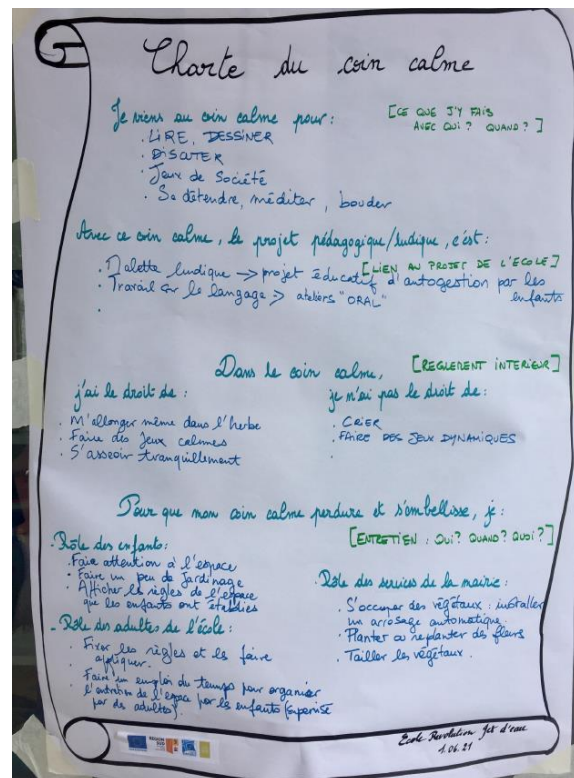 Charte du coin calme
Je viens au coin calme pour :
[CE QUE J'Y FAIS
AVEC QUI ? QUAND ? ]
. LIRE, DESSINER
. DISCUTER
. Jeux de Société
. Se détendre, méditer, bouder
Avec ce coin calme, le projet pédagogique/ludique, c'est :
[LIEN AU PROJET DE L'ECOLE]
. Malette ludique -> projet éducatif d'autogestion par les
enfants
. Travail sur le langage => ateliers "ORAL"
.
Dans le coin calme,
[REGLEMENT INTERIEUR]
j'ai le droit de :
. M'allonger même dans l'herbe
. Faire des jeux calmes
. S'asseoir tranquillement
je n'ai pas le droit de :
. CRIER
. FAIRE DES JEUX DYNAMIQUES
.
Pour que mon coin calme perdure et s'embellisse, je :
[ENTRETIEN : QUI? QUAND? QUOI?]
- Rôle des enfants :
. Faire attention à l'espace
. Faire un peu de jardinage
. Afficher les règles de l'espace
que les enfants ont établies
- Rôle des adultes de l'école :
. Fixer les règles et les faire
appliquer.
. Faire un emploi du temps pour organiser
l'entretien de l'espace par les enfants (supervisé
par des adultes).
. Rôle des services de la mairie :
. S'occuper des végétaux : installer
un arrosage automatique.
. Planter ou replanter des fleurs
. Tailler les végétaux.
REGION
SUD
Ecole Revolution Jet d'eau
1.06.21